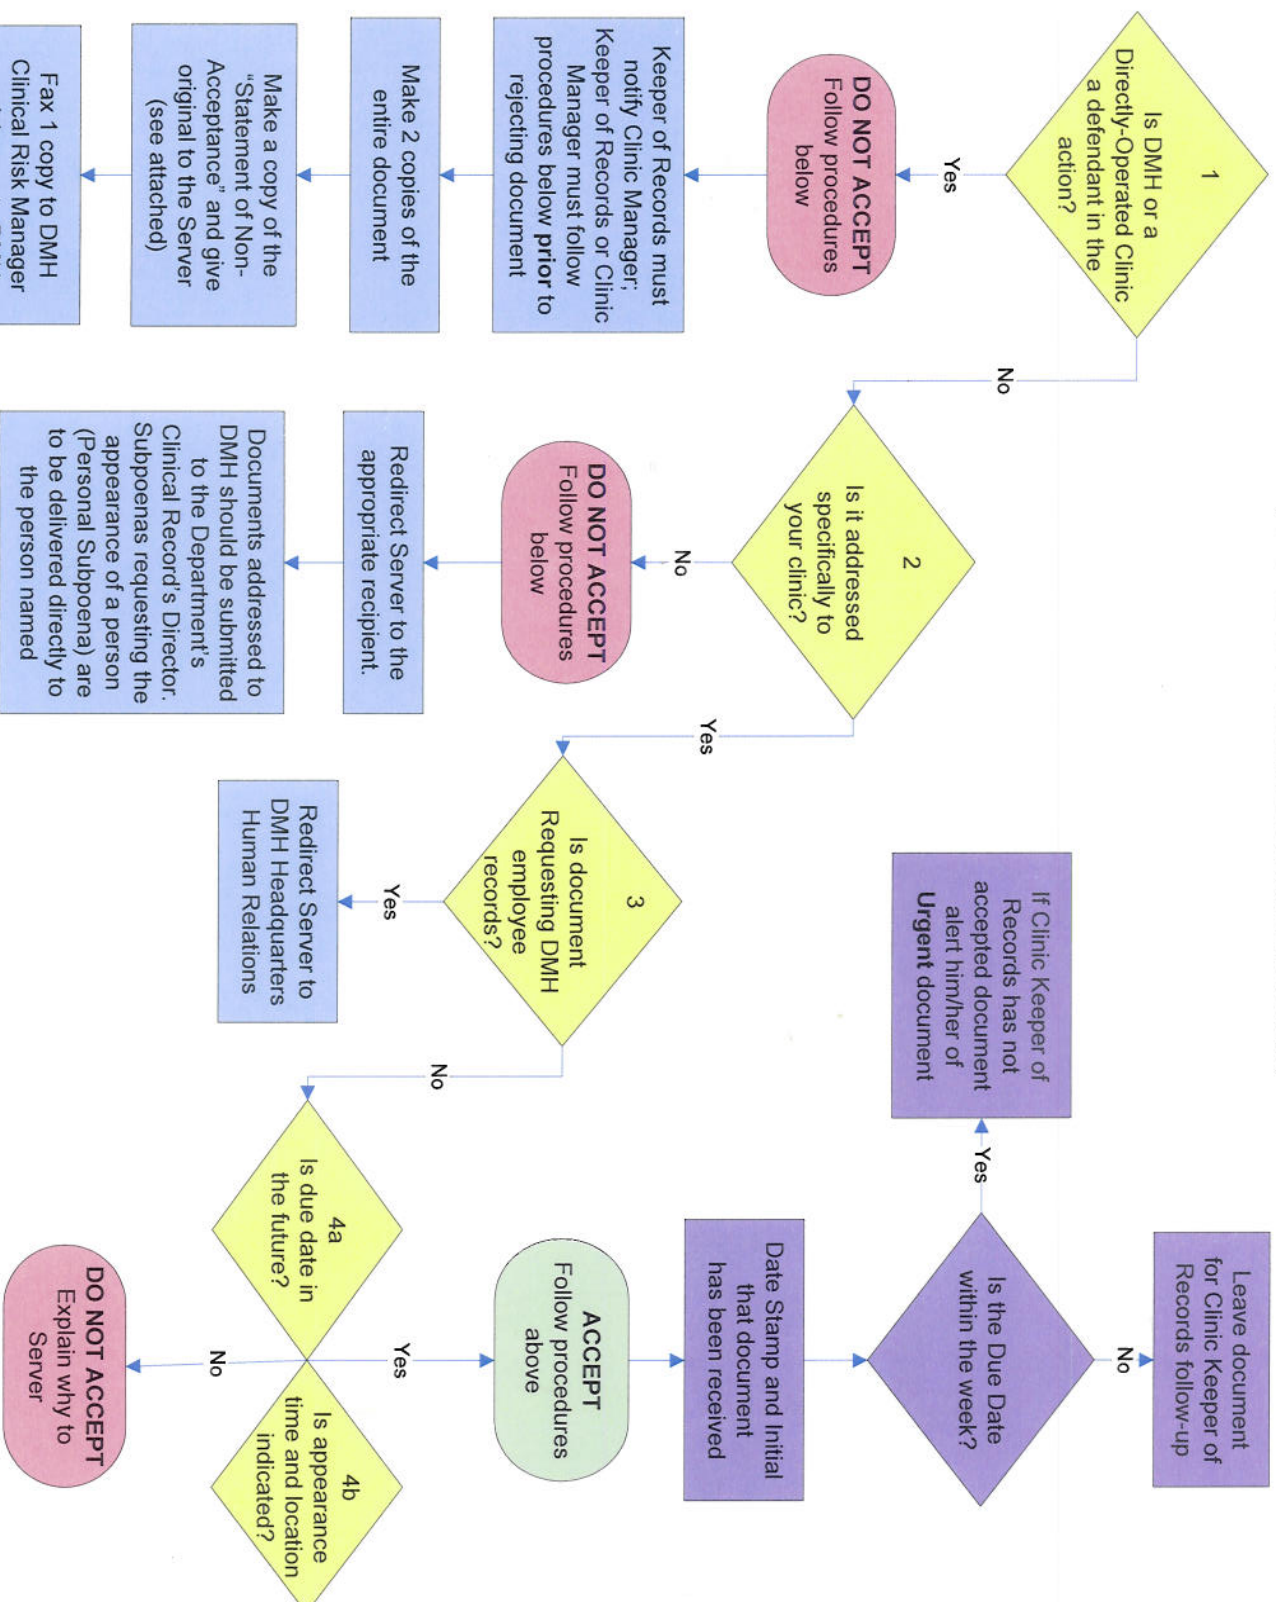 1
Is DMH or a
Directly-Operated Clinic
a defendant in the
action?
Yes
DO NOT ACCEPT
Follow procedures
below
Keeper of Records must
notify Clinic Manager;
Keeper of Records or Clinic
Manager must follow
procedures below prior to
rejecting document
Make 2 copies of the
entire document
Make a copy of the
“Statement of Non-
Acceptance” and give
original to the Server
(see attached)
Fax 1 copy to DMH
Clinical Risk Manager
No
2
Is it addressed
specifically to
your clinic?
No
DO NOT ACCEPT
Follow procedures
below
Redirect Server to the
appropriate recipient.
Documents addressed to
DMH should be submitted
to the Department’s
Clinical Record’s Director.
Subpoenas requesting the
appearance of a person
(Personal Subpoena) are
to be delivered directly to
the person named
Yes
3
Is document
Requesting DMH
employee
records?
Yes
Redirect Server to
DMH Headquarters
Human Relations
No
4a
Is due date in
the future?
4b
Is appearance
time and location
indicated?
No
DO NOT ACCEPT
Explain why to
Server
Yes
ACCEPT
Follow procedures
above
Date Stamp and Initial
that document
has been received
Is the Due Date
within the week?
Yes
If Clinic Keeper of
Records has not
accepted document
alert him/her of
Urgent document
No
Leave document
for Clinic Keeper of
Records follow-up